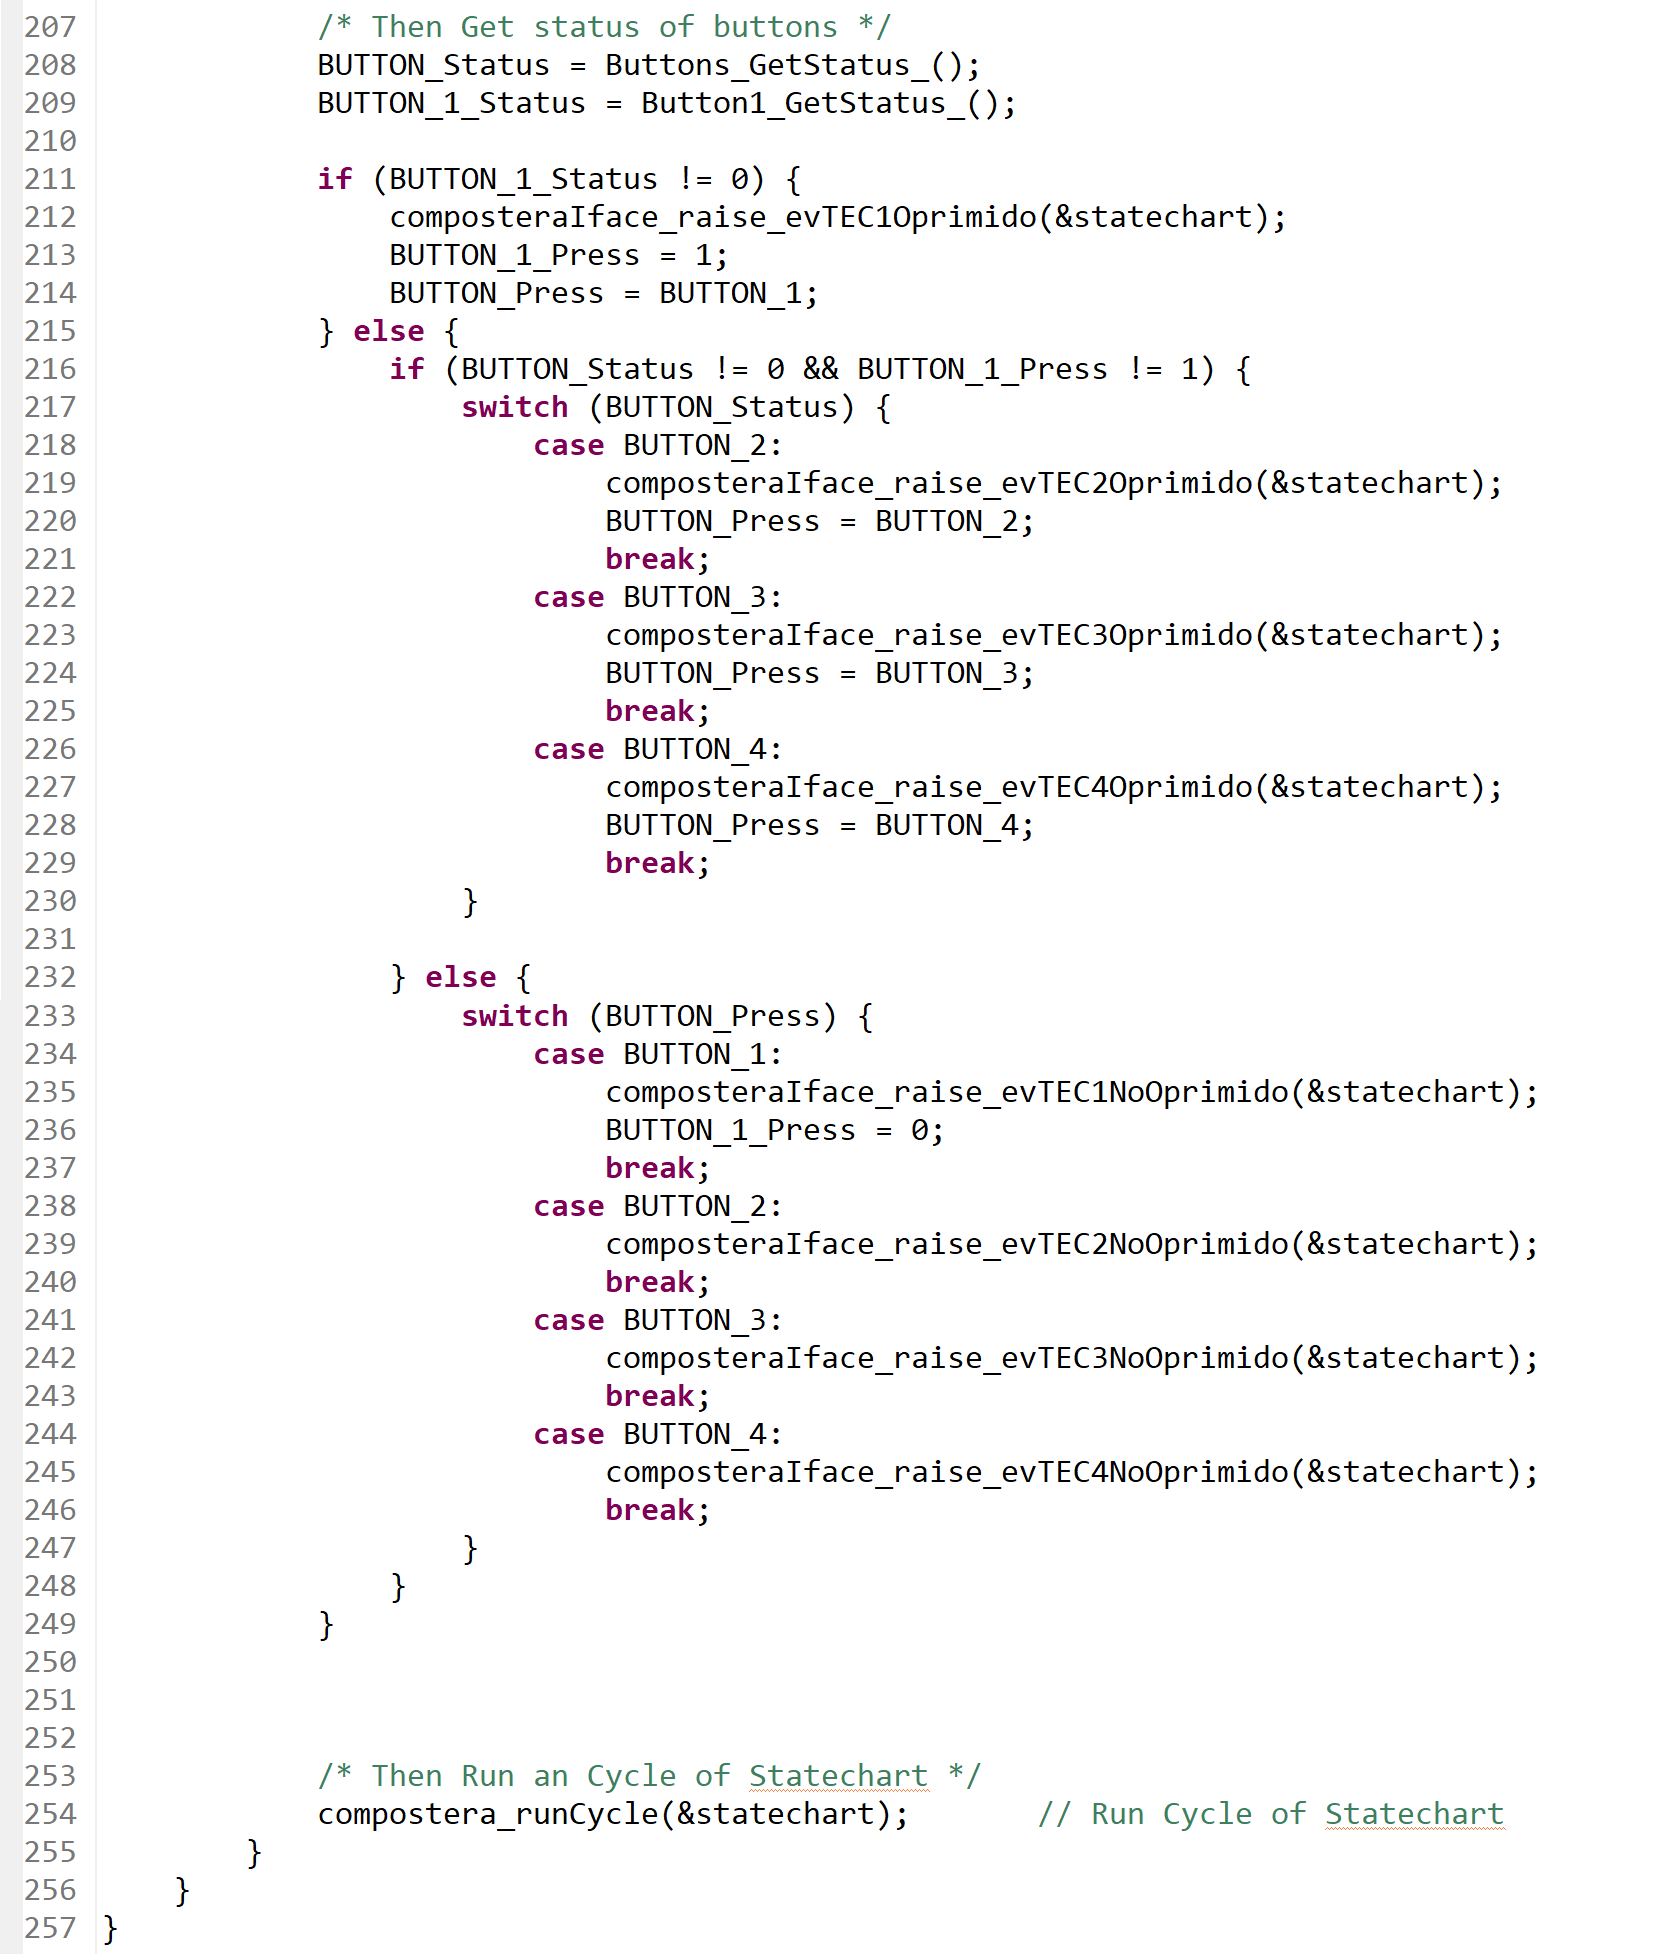 207 /* Then Get status of buttons */
208 BUTTON_Status = Buttons_GetStatus_();
209 BUTTON_1_Status = Button1_GetStatus_();
210
211 if (BUTTON_1_Status != 0) {
212 composteraIface_raise_evTEC1Oprimido(&statechart);
213 BUTTON_1_Press = 1;
214 BUTTON_Press = BUTTON_1;
215 } else {
216 if (BUTTON_Status != 0 && BUTTON_1_Press != 1) {
217 switch (BUTTON_Status) {
218 case BUTTON_2:
219 composteraIface_raise_evTEC2Oprimido(&statechart);
220 BUTTON_Press = BUTTON_2;
221 break;
222 case BUTTON_3:
223 composteraIface_raise_evTEC3Oprimido(&statechart);
224 BUTTON_Press = BUTTON_3;
225 break;
226 case BUTTON_4:
227 composteraIface_raise_evTEC4Oprimido(&statechart);
228 BUTTON_Press = BUTTON_4;
229 break;
230 }
231
232 } else {
233 switch (BUTTON_Press) {
234 case BUTTON_1:
235 composteraIface_raise_evTEC1NoOprimido(&statechart);
236 BUTTON_1_Press = 0;
237 break;
238 case BUTTON_2:
239 composteraIface_raise_evTEC2NoOprimido(&statechart);
240 break;
241 case BUTTON_3:
242 composteraIface_raise_evTEC3NoOprimido(&statechart);
243 break;
244 case BUTTON_4:
245 composteraIface_raise_evTEC4NoOprimido(&statechart);
246 break;
247 }
248 }
249 }
250
251
252
253 /* Then Run an Cycle of Statechart */
254 compostera_runCycle(&statechart); // Run Cycle of Statechart
255 }
256 }
257 }